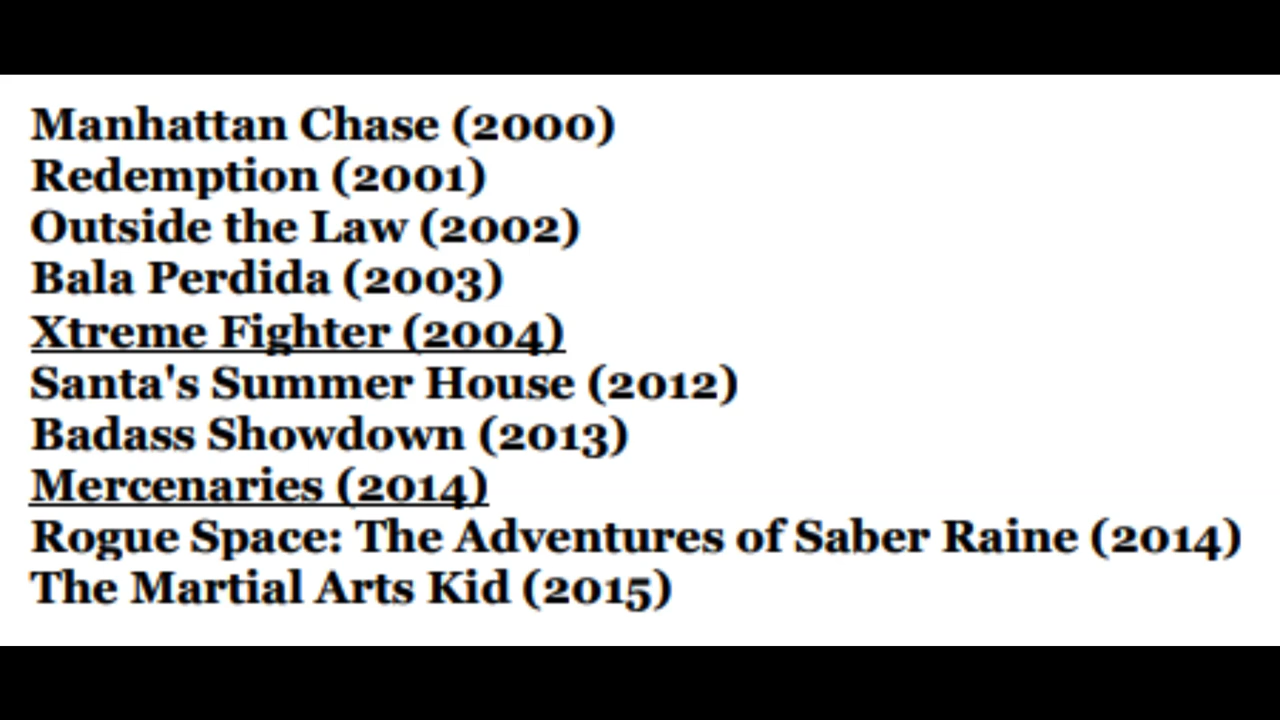 Manhattan Chase (2000)
Redemption (2001)
Outside the Law (2002)
Bala Perdida (2003)
Xtreme Fighter (2004)
Santa's Summer House (2012)
Badass Showdown (2013)
Mercenaries (2014)
Rogue Space: The Adventures of Saber Raine (2014)
The Martial Arts Kid (2015)